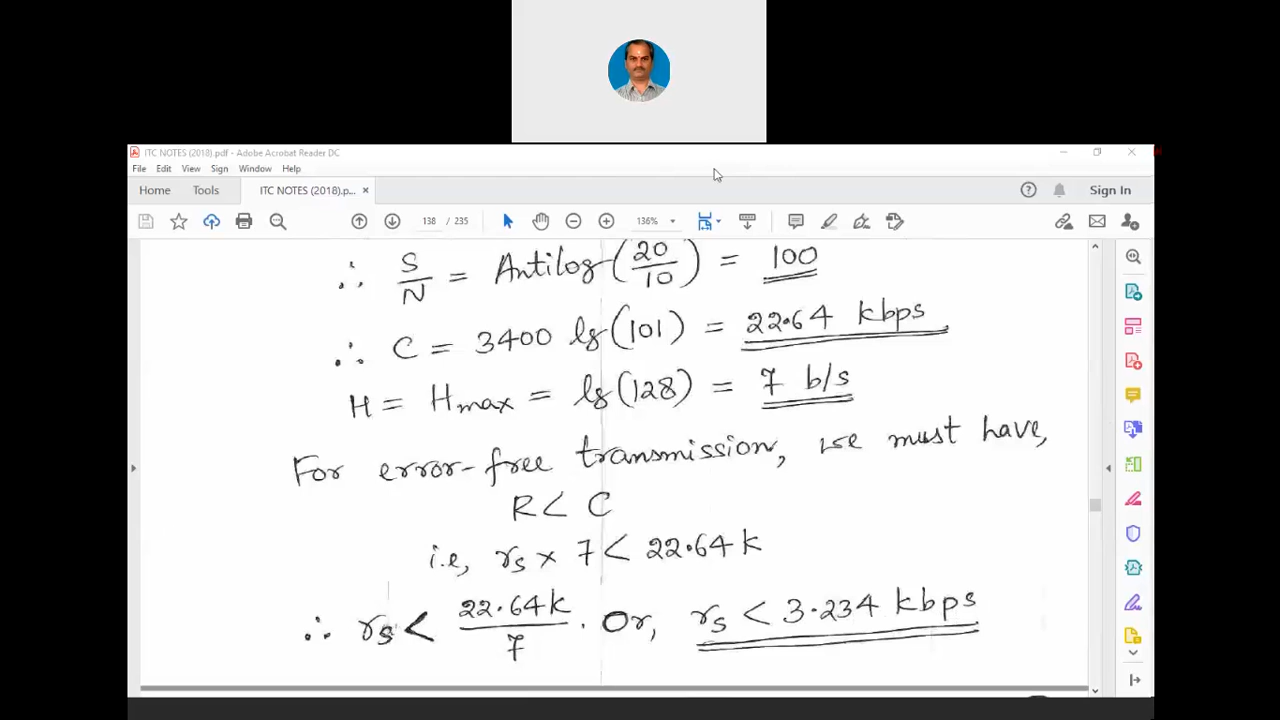 ITC NOTES (2018).pdf - Adobe Acrobat Reader DC
File Edit View Sign Window Help
Home Tools ITC NOTES (2018).p... × Sign In
138 / 235 136%
∴ S/N = Antilog(20/10) = 100
∴ C = 3400 lg(101) = 22.64 kbps
H = Hmax = lg(128) = 7 b/s
For error-free transmission, we must have,
R < C
i.e, rs × 7 < 22.64 k
∴ rs < 22.64k/7 . Or, rs < 3.234 kbps